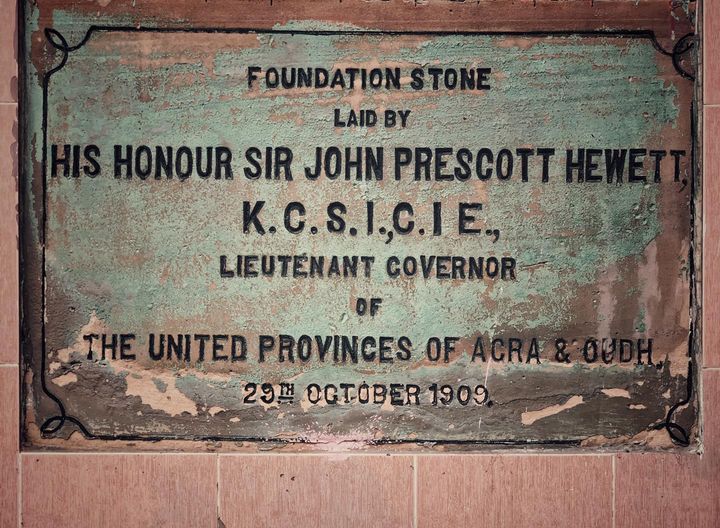 FOUNDATION STONE
LAID BY
HIS HONOUR SIR JOHN PRESCOTT HEWETT,
K.C.S.I.,C.I E.,
LIEUTENANT GOVERNOR
OF
THE UNITED PROVINCES OF AGRA & OUDH.
29TH OCTOBER 1909.